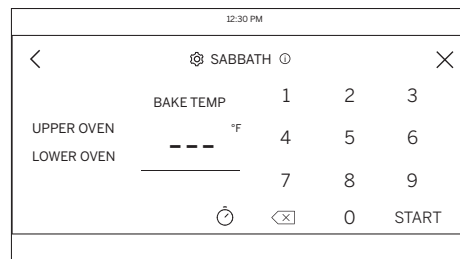 12:30 PM
SABBATH
BAKE TEMP
1 2 3
UPPER OVEN
LOWER OVEN
--- °F
4 5 6
7 8 9
0 START